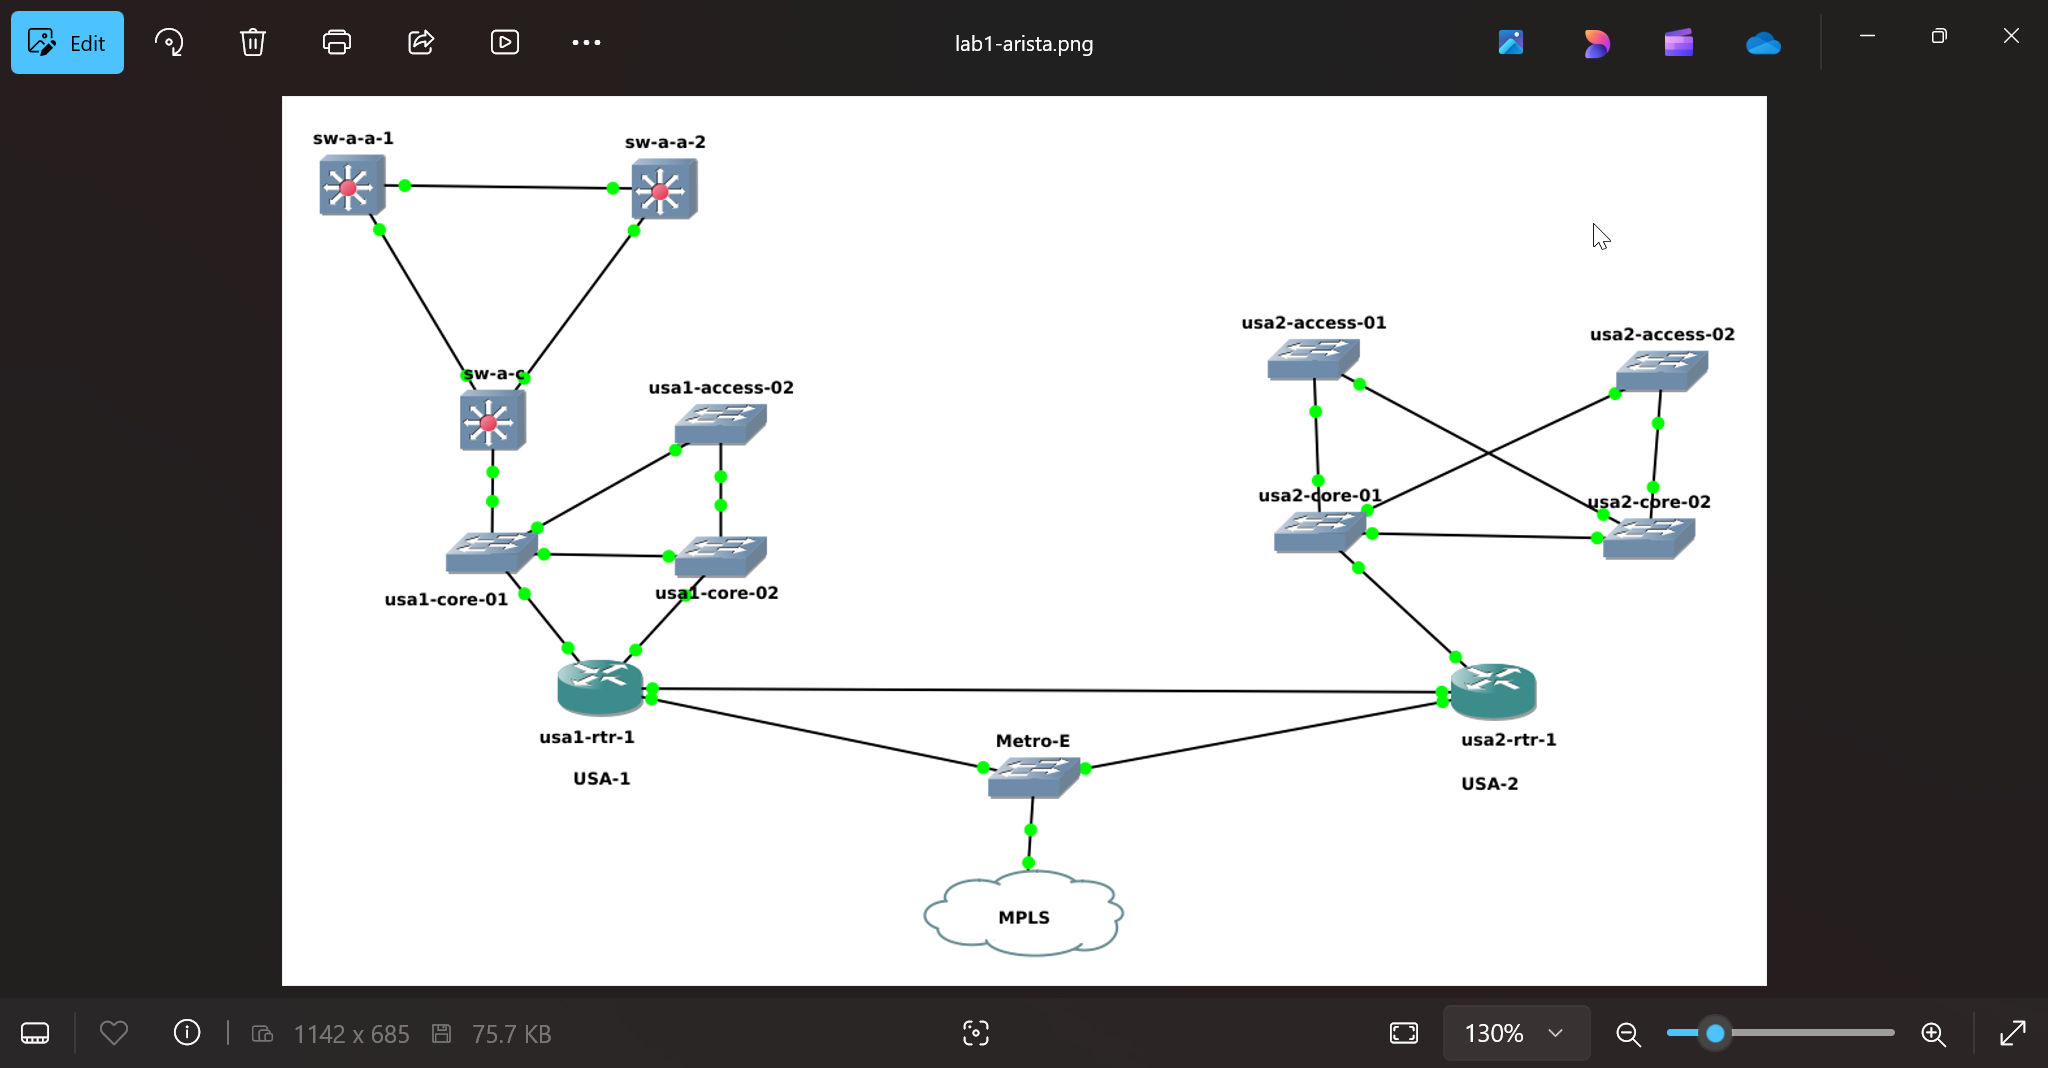 Edit
lab1-arista.png
sw-a-a-1
sw-a-a-2
usa2-access-01
usa2-access-02
sw-a-c
usa1-access-02
usa2-core-01
usa2-core-02
usa1-core-01
usa1-core-02
usa1-rtr-1
Metro-E
usa2-rtr-1
USA-1
USA-2
MPLS
1142 x 685
75.7 KB
130%